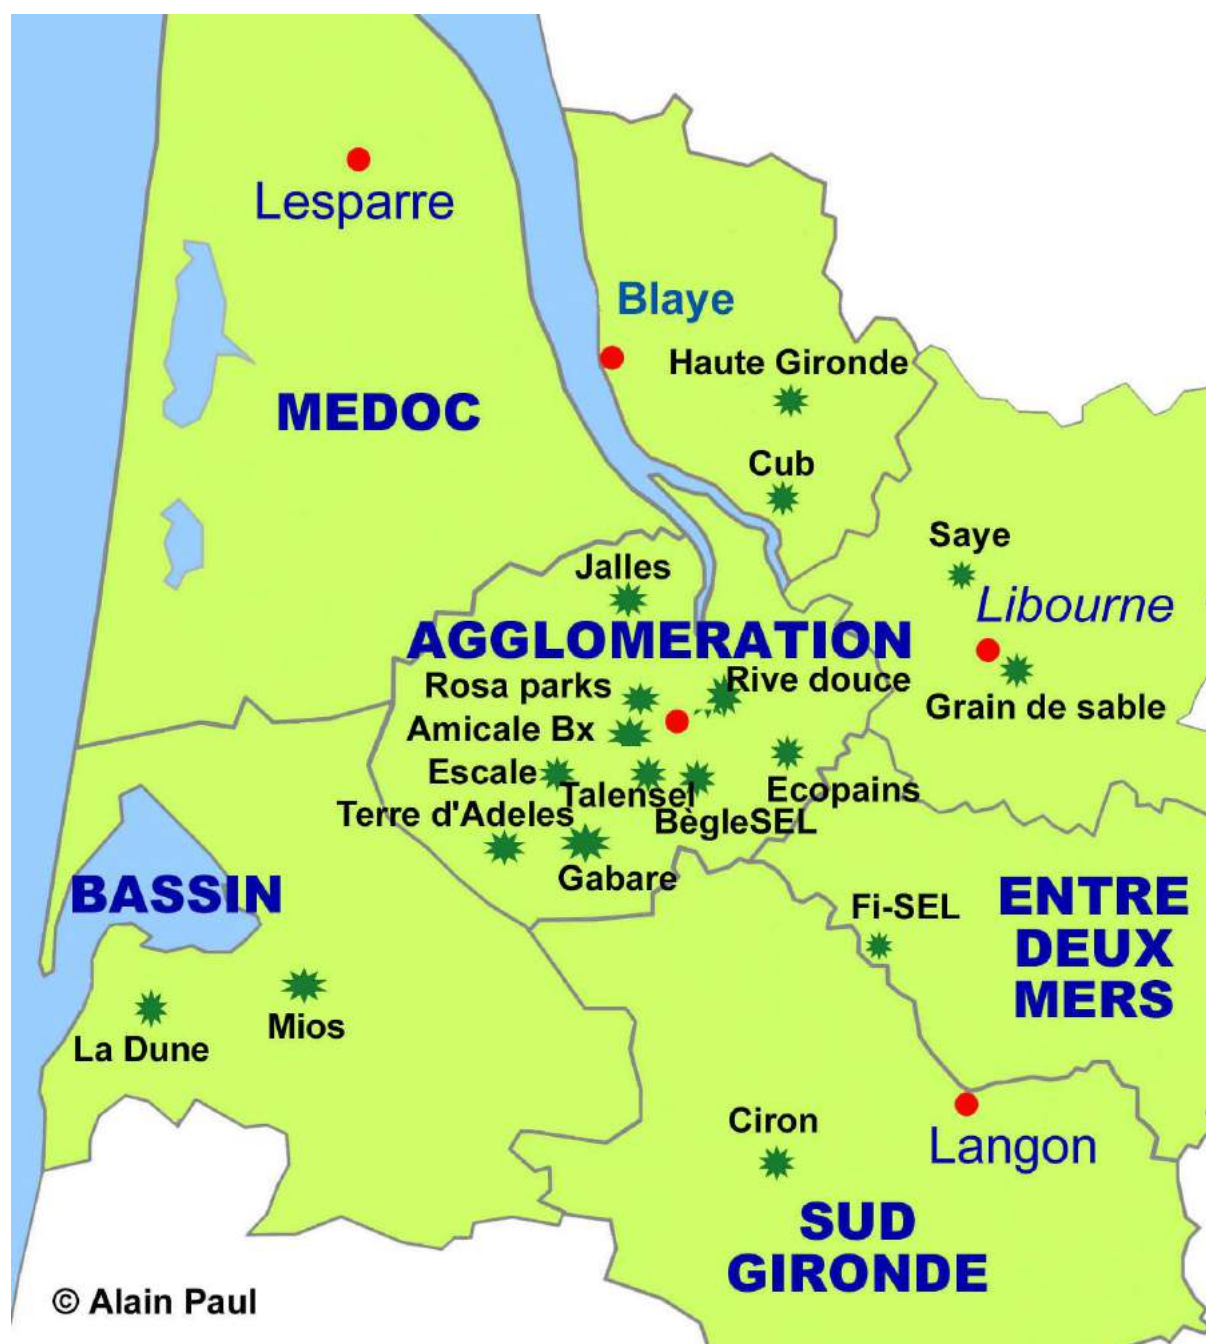 Lesparre
Blaye
Haute Gironde
MEDOC
Cub
Saye
Jalles
Libourne
AGGLOMERATION
Rosa parks
Rive douce
Grain de sable
Amicale Bx
Escale
Talensel
Ecopains
Terre d'Adeles
BègleSEL
Gabare
BASSIN
Fi-SEL
ENTRE
DEUX
MERS
Mios
La Dune
Ciron
Langon
SUD
GIRONDE
© Alain Paul